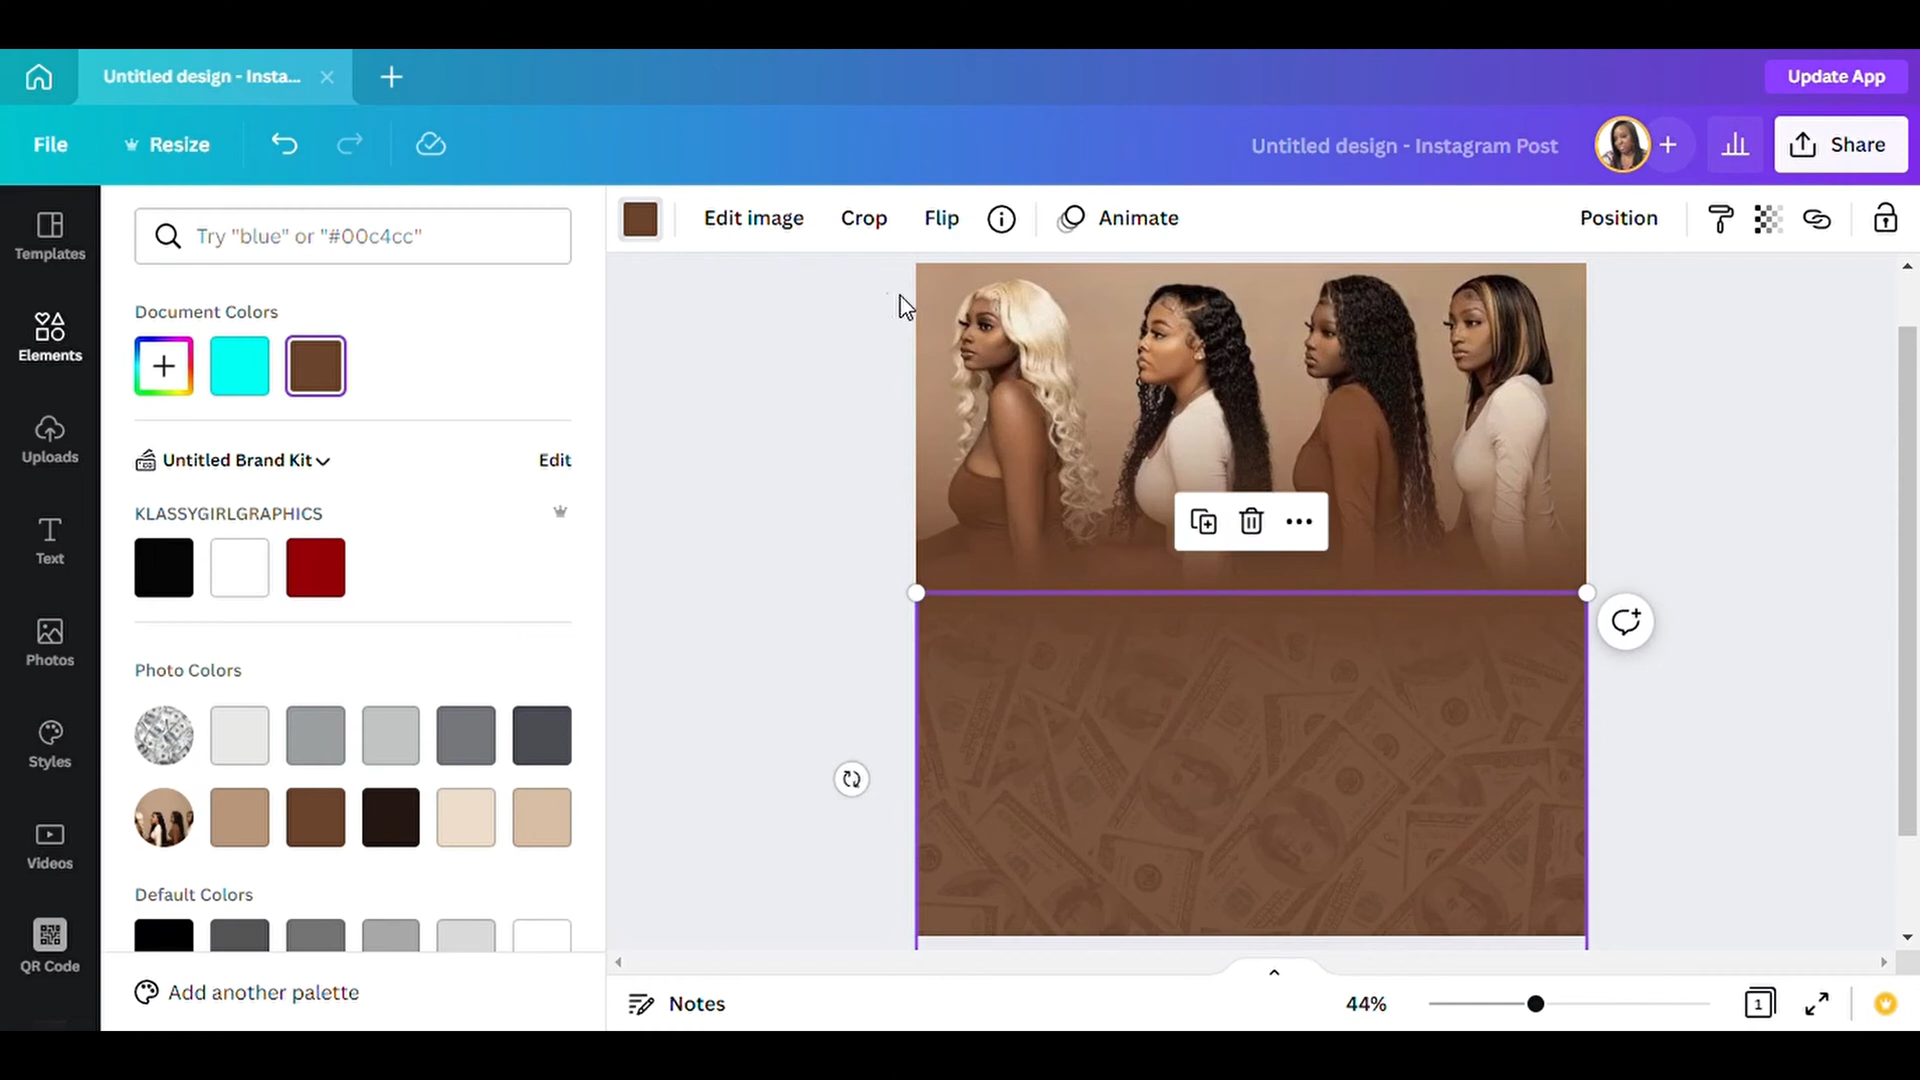 Untitled design - Insta...
Update App
File
Resize
Untitled design - Instagram Post
Share
Templates
Elements
Uploads
Text
Photos
Styles
Videos
QR Code
Try "blue" or "#00c4cc"
Document Colors
Untitled Brand Kit
Edit
KLASSYGIRLGRAPHICS
Photo Colors
Default Colors
Add another palette
Edit image
Crop
Flip
Animate
Position
Notes
44%
1